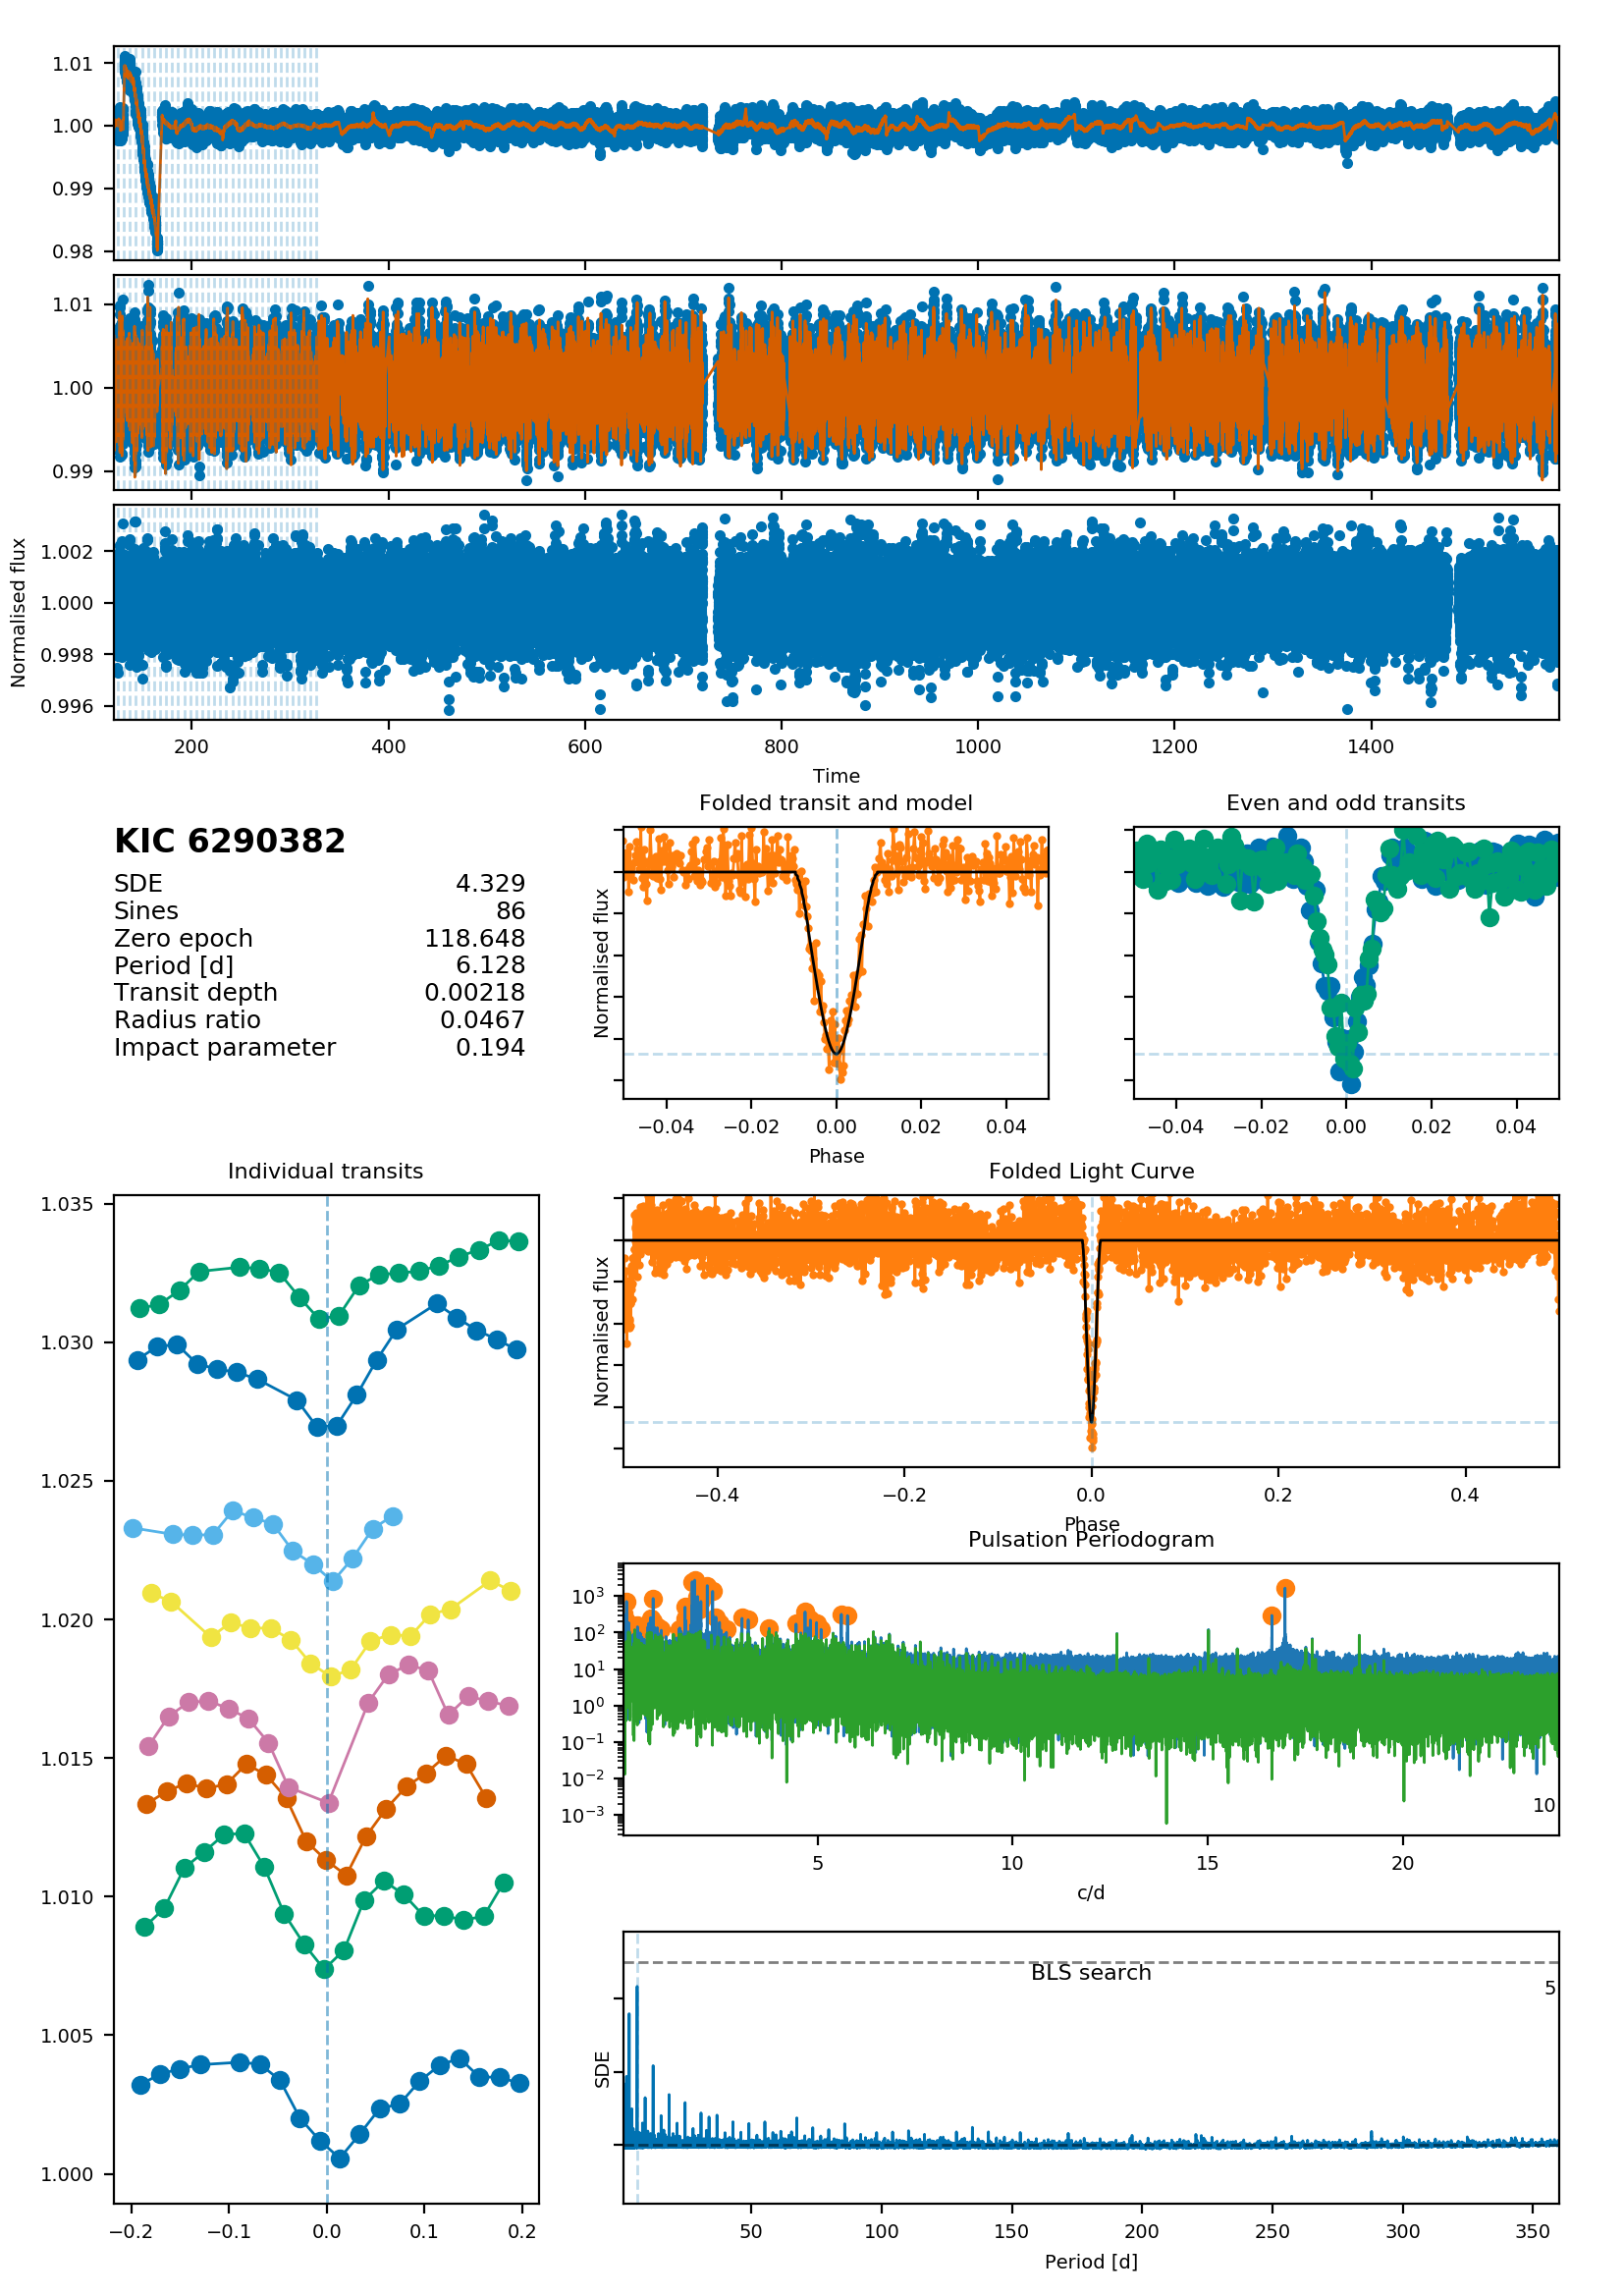 1.01
1.00
0.99
0.98
1.01
1.00
0.99
1.002
1.000
0.998
0.996
Normalised flux
200 400 600 800 1000 1200 1400
Time
KIC 6290382
SDE 4.329
Sines 86
Zero epoch 118.648
Period [d] 6.128
Transit depth 0.00218
Radius ratio 0.0467
Impact parameter 0.194
Folded transit and model
Normalised flux
−0.04 −0.02 0.00 0.02 0.04
Phase
Even and odd transits
−0.04 −0.02 0.00 0.02 0.04
Individual transits
1.035
1.030
1.025
1.020
1.015
1.010
1.005
1.000
−0.2 −0.1 0.0 0.1 0.2
Folded Light Curve
Normalised flux
−0.4 −0.2 0.0 0.2 0.4
Phase
Pulsation Periodogram
10³
10²
10¹
10⁰
10⁻¹
10⁻²
10⁻³
10
5 10 15 20
c/d
BLS search
5
SDE
50 100 150 200 250 300 350
Period [d]